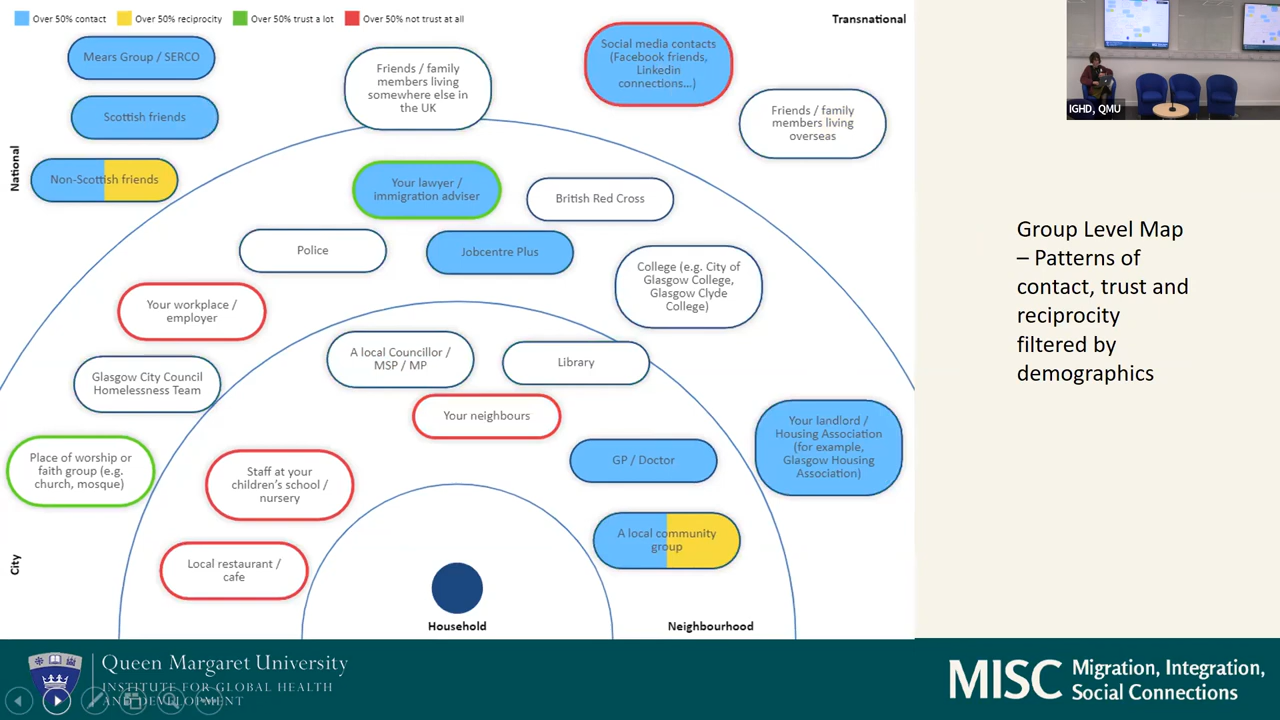 Over 50% contact
Over 50% reciprocity
Over 50% trust a lot
Over 50% not trust at all
Transnational
Mears Group / SERCO
Scottish friends
Non-Scottish friends
National
Friends / family
members living
somewhere else in
the UK
Social media contacts
(Facebook friends,
Linkedin
connections...)
Friends / family
members living
overseas
Your lawyer /
immigration adviser
British Red Cross
Police
Jobcentre Plus
College (e.g. City of
Glasgow College,
Glasgow Clyde
College)
Your workplace /
employer
Glasgow City Council
Homelessness Team
A local Councillor /
MSP / MP
Library
Your neighbours
Place of worship or
faith group (e.g.
church, mosque)
Staff at your
children's school /
nursery
GP / Doctor
Your landlord /
Housing Association
(for example,
Glasgow Housing
Association)
A local community
group
Local restaurant /
cafe
City
Household
Neighbourhood
IGHD, QMU
Group Level Map
– Patterns of
contact, trust and
reciprocity
filtered by
demographics
Queen Margaret University
INSTITUTE FOR GLOBAL HEALTH
AND DEVELOPMENT
MISC
Migration, Integration,
Social Connections